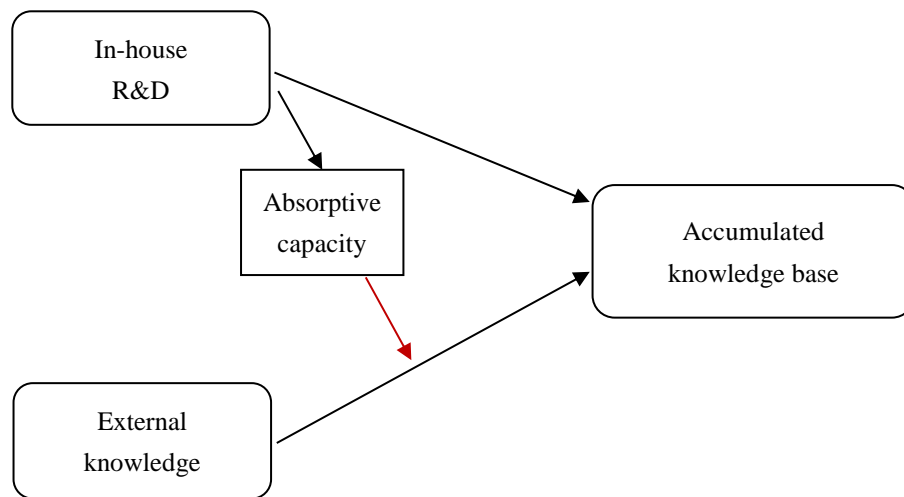 In-house
R&D
Absorptive
capacity
Accumulated
knowledge base
External
knowledge